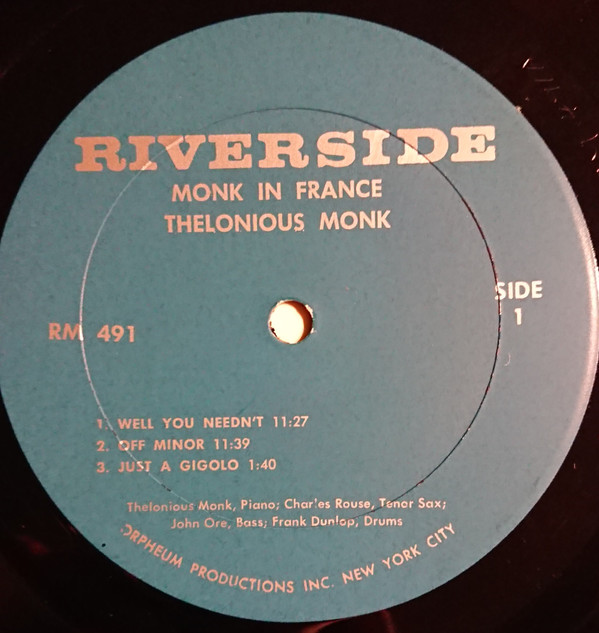 RIVERSIDE
MONK IN FRANCE
THELONIOUS MONK
SIDE
1
RM 491
1. WELL YOU NEEDN'T 11:27
2. OFF MINOR 11:39
3. JUST A GIGOLO 1:40
Thelonious Monk, Piano; Charles Rouse, Tenor Sax;
John Ore, Bass; Frank Dunlop, Drums
ORPHEUM PRODUCTIONS INC. NEW YORK CITY